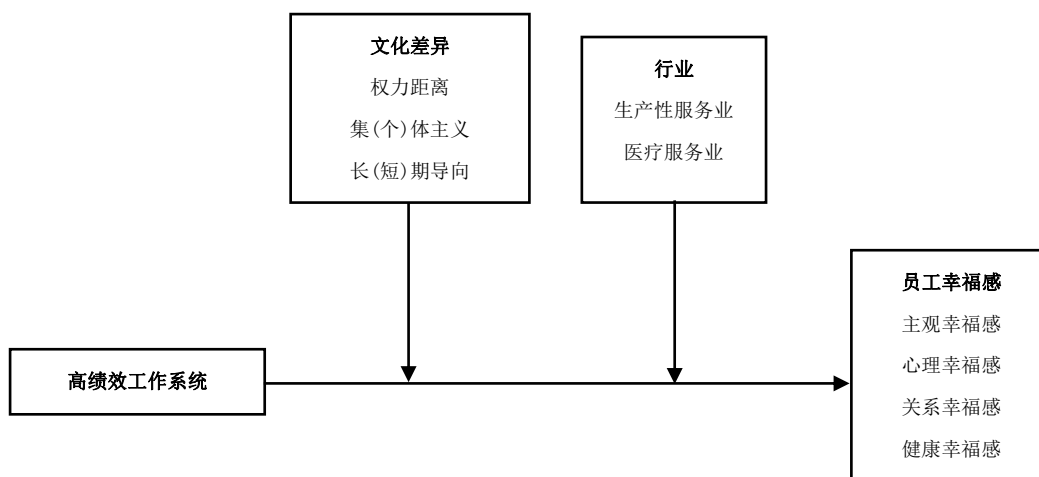 文化差异
权力距离
集(个)体主义
长(短)期导向
行业
生产性服务业
医疗服务业
高绩效工作系统
员工幸福感
主观幸福感
心理幸福感
关系幸福感
健康幸福感